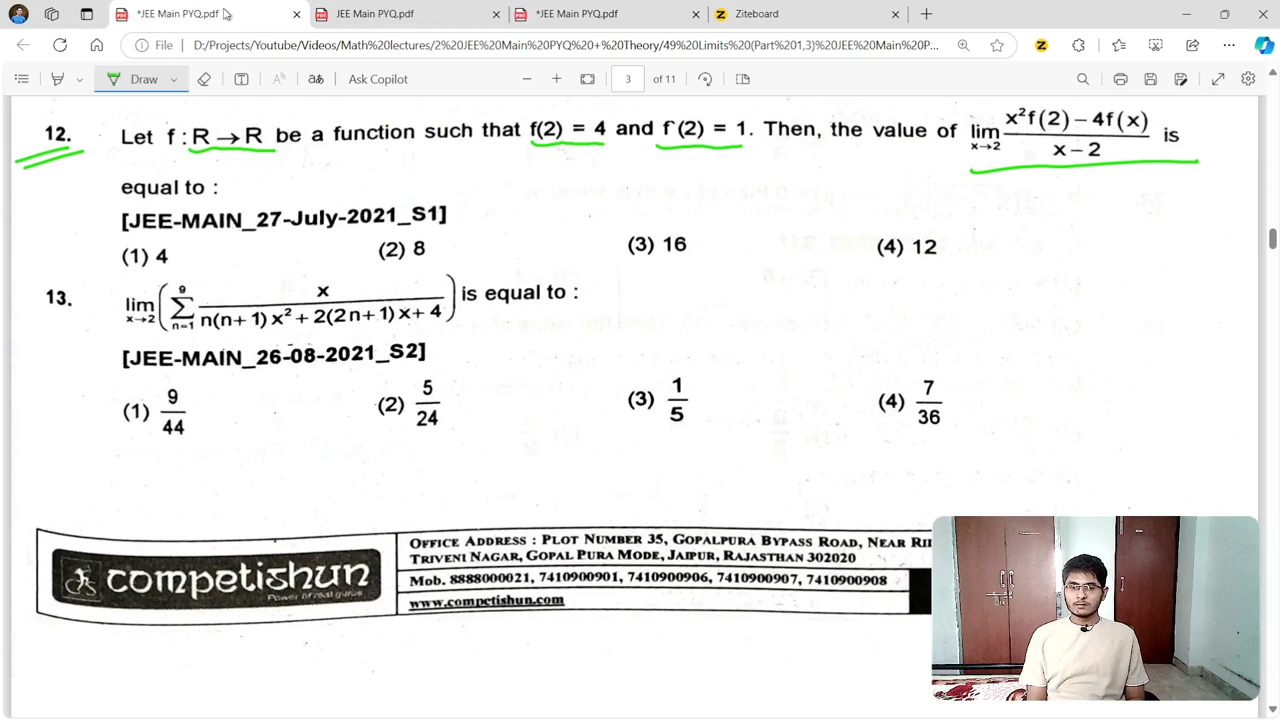 *JEE Main PYQ.pdf
JEE Main PYQ.pdf
*JEE Main PYQ.pdf
Ziteboard
File
D:/Projects/Youtube/Videos/Math%20lectures/2%20JEE%20Main%20PYQ%20+%20Theory/49%20Limits%20(Part%201,3)%20JEE%20Main%20P...
Draw
Ask Copilot
3 of 11
12. Let f : R → R be a function such that f(2) = 4 and f'(2) = 1. Then, the value of lim x→2 x²f(2) – 4f(x) / x – 2 is
equal to :
[JEE-MAIN_27-July-2021_S1]
(1) 4 (2) 8 (3) 16 (4) 12
13. lim x→2 ( 9 Σ n=1 x / n(n+1)x² + 2(2n+1)x + 4 ) is equal to :
[JEE-MAIN_26-08-2021_S2]
(1) 9/44 (2) 5/24 (3) 1/5 (4) 7/36
competishun
Power of real gurus
OFFICE ADDRESS : PLOT NUMBER 35, GOPALPURA BYPASS ROAD, NEAR
TRIVENI NAGAR, GOPAL PURA MODE, JAIPUR, RAJASTHAN 302020
Mob. 8888000021, 7410900901, 7410900906, 7410900907, 7410900908
www.competishun.com